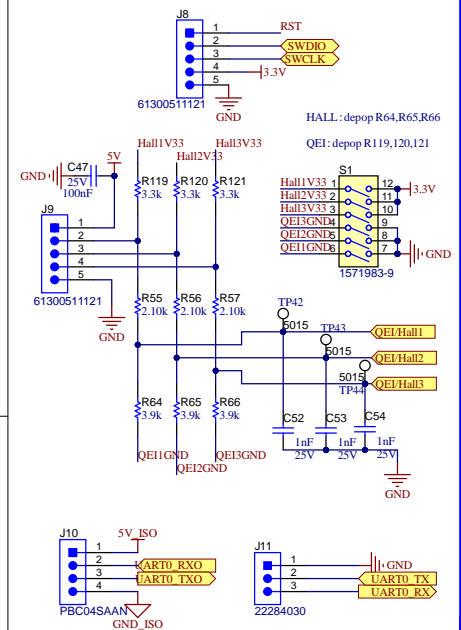 J8
1 RST
2 SWDIO
3 SWCLK
4 3.3V
5
61300511121
GND
HALL: depop R64,R65,R66
QEI: depop R119,120,121
Hall1V33
Hall2V33
Hall3V33
GND
C47
25V
100nF
5V
R119
3.3k
R120
3.3k
R121
3.3k
S1
Hall1V33 1 12 3.3V
Hall2V33 2 11
Hall3V33 3 10
QEI3GND 4 9
QEI2GND 5 8
QEI1GND 6 7 GND
1571983-9
J9
1
2
3
4
5
61300511121
GND
R55
2.10k
R56
2.10k
R57
2.10k
TP42
5015
TP43
5015
5015
TP44
QEI/Hall1
QEI/Hall2
QEI/Hall3
R64
3.9k
R65
3.9k
R66
3.9k
C52
1nF
25V
C53
1nF
25V
C54
1nF
25V
QEI1GND
QEI2GND
QEI3GND
GND
J10
5V_ISO
1
2 UART0_RXO
3 UART0_TXO
4
PBC04SAAN
GND_ISO
J11
1 GND
2 UART0_TX
3 UART0_RX
22284030